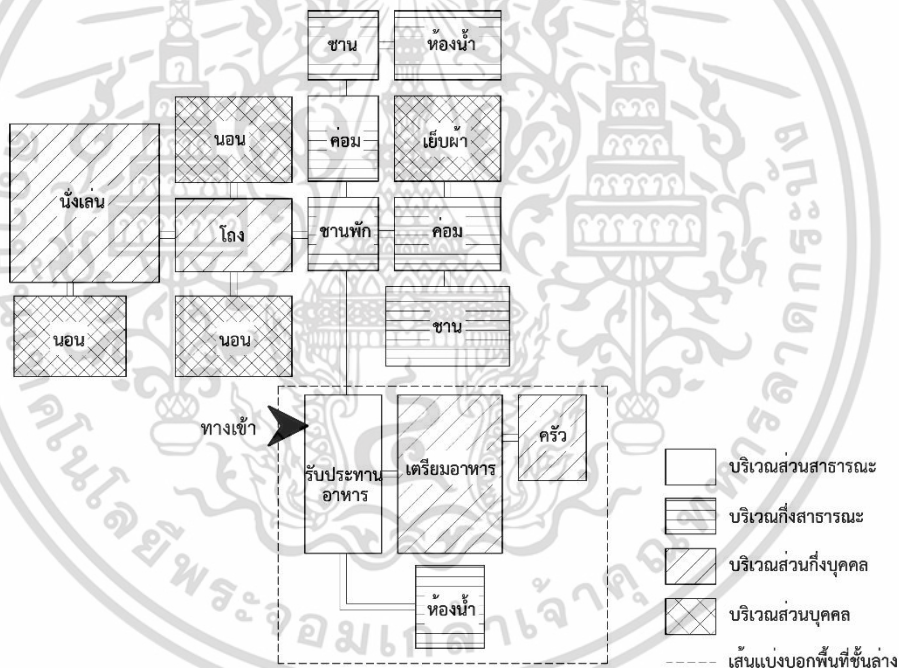 ชาน
ห้องน้ำ
นอน
ค่อม
เย็บผ้า
นั่งเล่น
โถง
ชานพัก
ค่อม
นอน
นอน
ชาน
ทางเข้า
รับประทาน
อาหาร
เตรียมอาหาร
ครัว
ห้องน้ำ
บริเวณส่วนสาธารณะ
บริเวณกึ่งสาธารณะ
บริเวณส่วนกึ่งบุคคล
บริเวณส่วนบุคคล
เส้นแบ่งบอกพื้นที่ชั้นล่าง